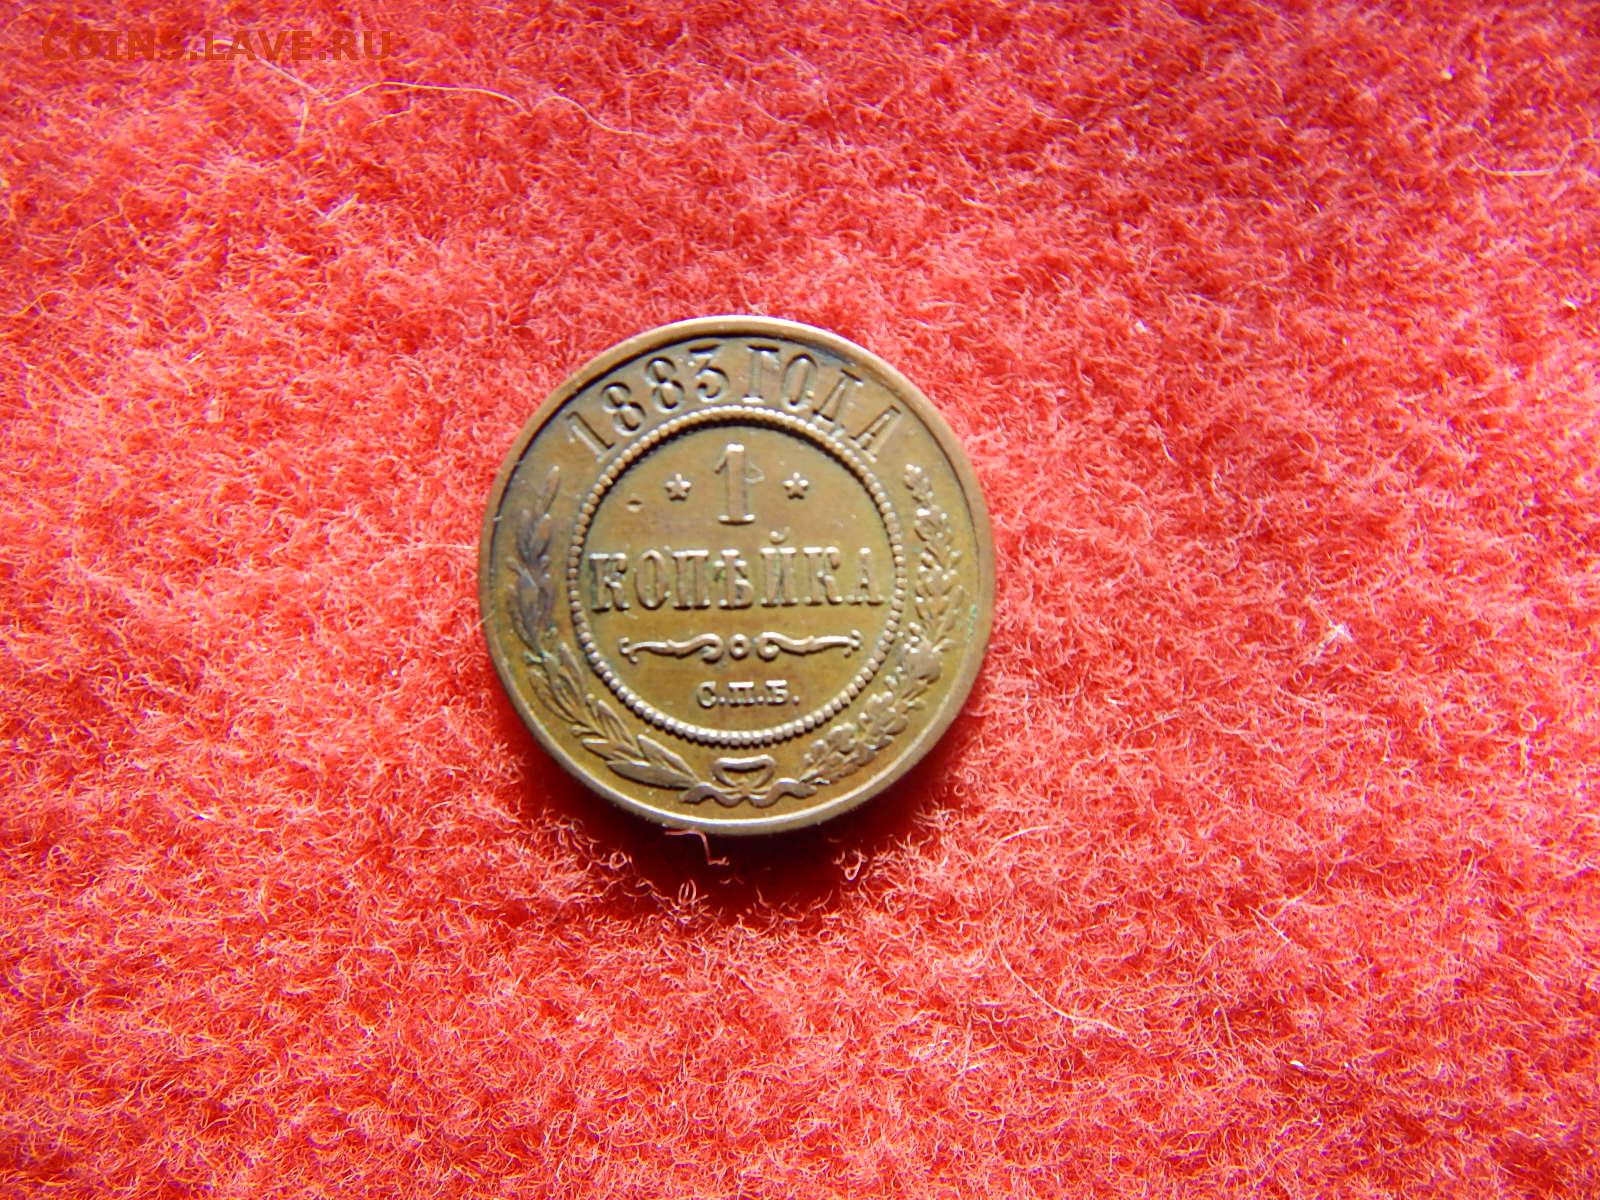 COINS.LAVE.RU
1883 ГОДА
* 1 *
КОПѢЙКА
С.П.Б.